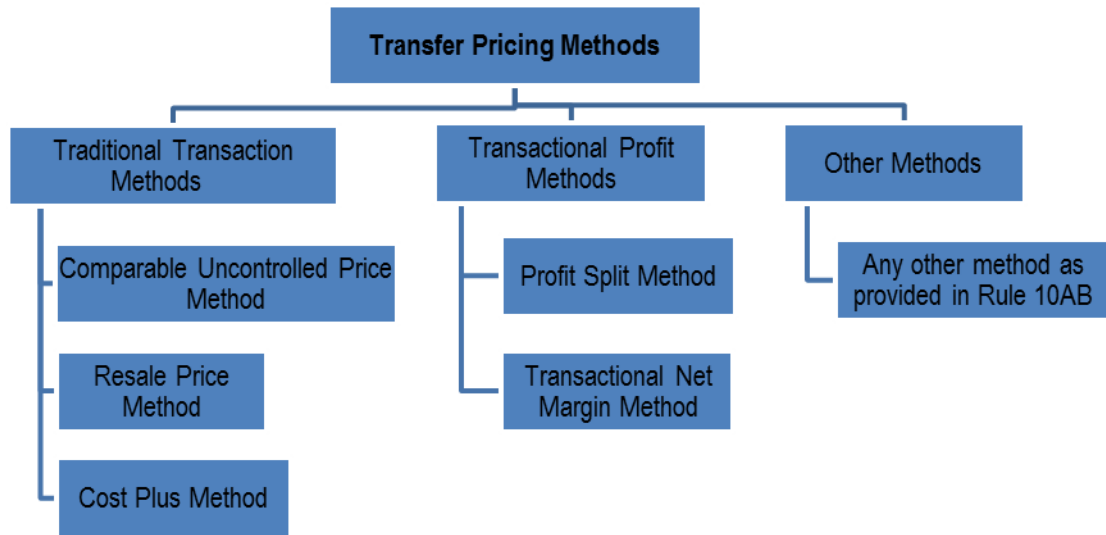 Transfer Pricing Methods
Traditional Transaction
Methods
Transactional Profit
Methods
Other Methods
Comparable Uncontrolled Price
Method
Resale Price
Method
Cost Plus Method
Profit Split Method
Transactional Net
Margin Method
Any other method as
provided in Rule 10AB